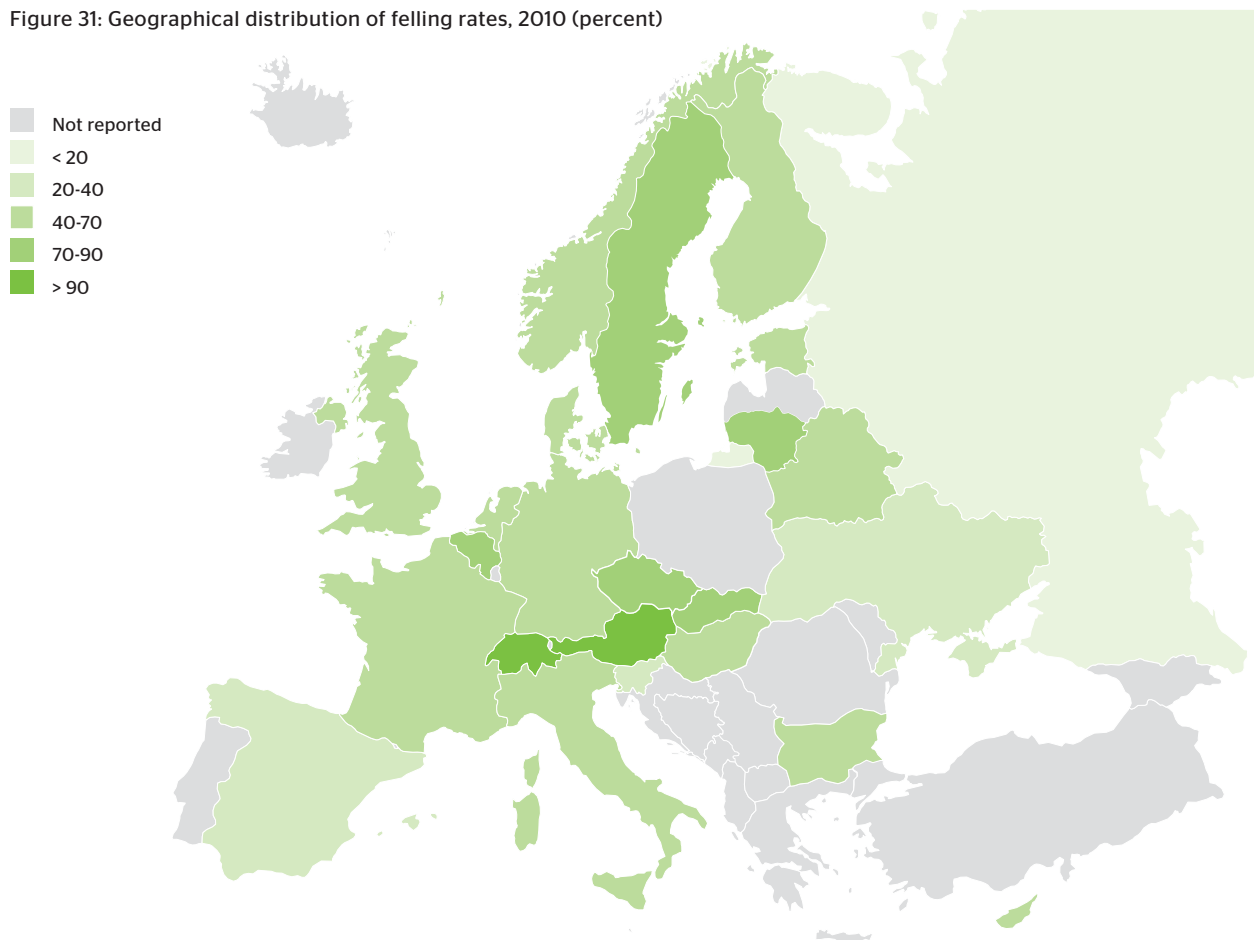 Figure 31: Geographical distribution of felling rates, 2010 (percent)
Not reported
< 20
20-40
40-70
70-90
> 90